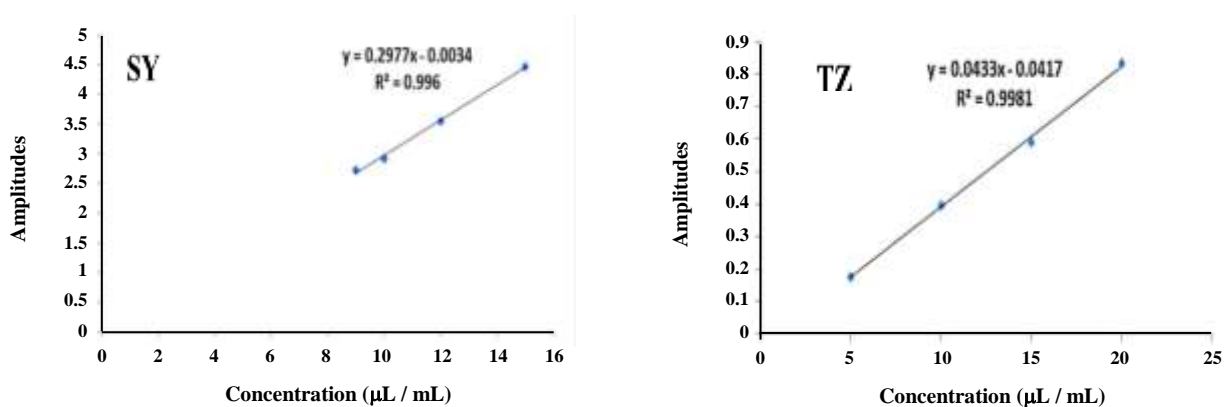 SY
y = 0.2977x - 0.0034
R² = 0.996
5
4.5
4
3.5
3
2.5
2
1.5
1
0.5
0
0 2 4 6 8 10 12 14 16
Amplitudes
Concentration (µL / mL)
TZ
y = 0.0433x - 0.0417
R² = 0.9981
0.9
0.8
0.7
0.6
0.5
0.4
0.3
0.2
0.1
0
0 5 10 15 20 25
Amplitudes
Concentration (µL / mL)